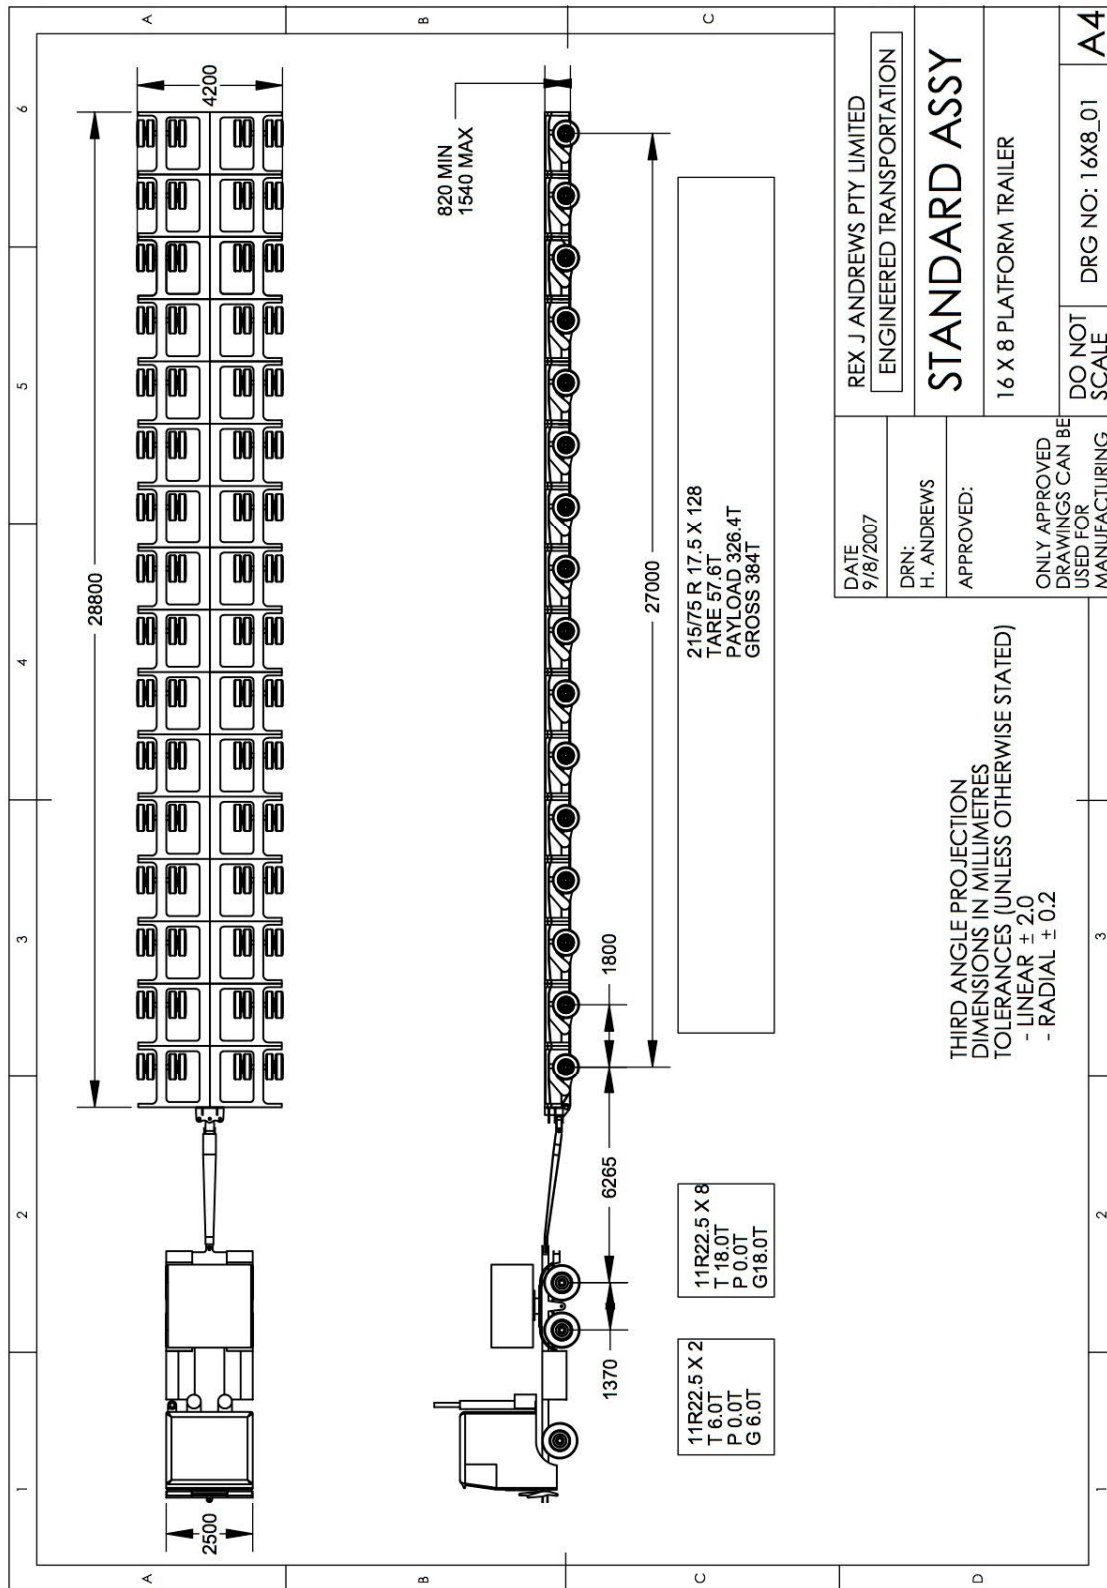 1
2
3
4
5
6
A
B
C
2500
28800
4200
820 MIN
1540 MAX
1370
6265
1800
27000
11R22.5 X 2
T 6.0T
P 0.0T
G 6.0T
11R22.5 X 8
T 18.0T
P 0.0T
G18.0T
215/75 R 17.5 X 128
TARE 57.6T
PAYLOAD 326.4T
GROSS 384T
THIRD ANGLE PROJECTION
DIMENSIONS IN MILLIMETRES
TOLERANCES (UNLESS OTHERWISE STATED)
- LINEAR ± 2.0
- RADIAL ± 0.2
DATE
9/8/2007
DRN:
H. ANDREWS
APPROVED:
ONLY APPROVED
DRAWINGS CAN BE
USED FOR
MANUFACTURING
REX J ANDREWS PTY LIMITED
ENGINEERED TRANSPORTATION
STANDARD ASSY
16 X 8 PLATFORM TRAILER
DO NOT
SCALE
DRG NO: 16X8_01
A4
A
B
C
D
1
2
3